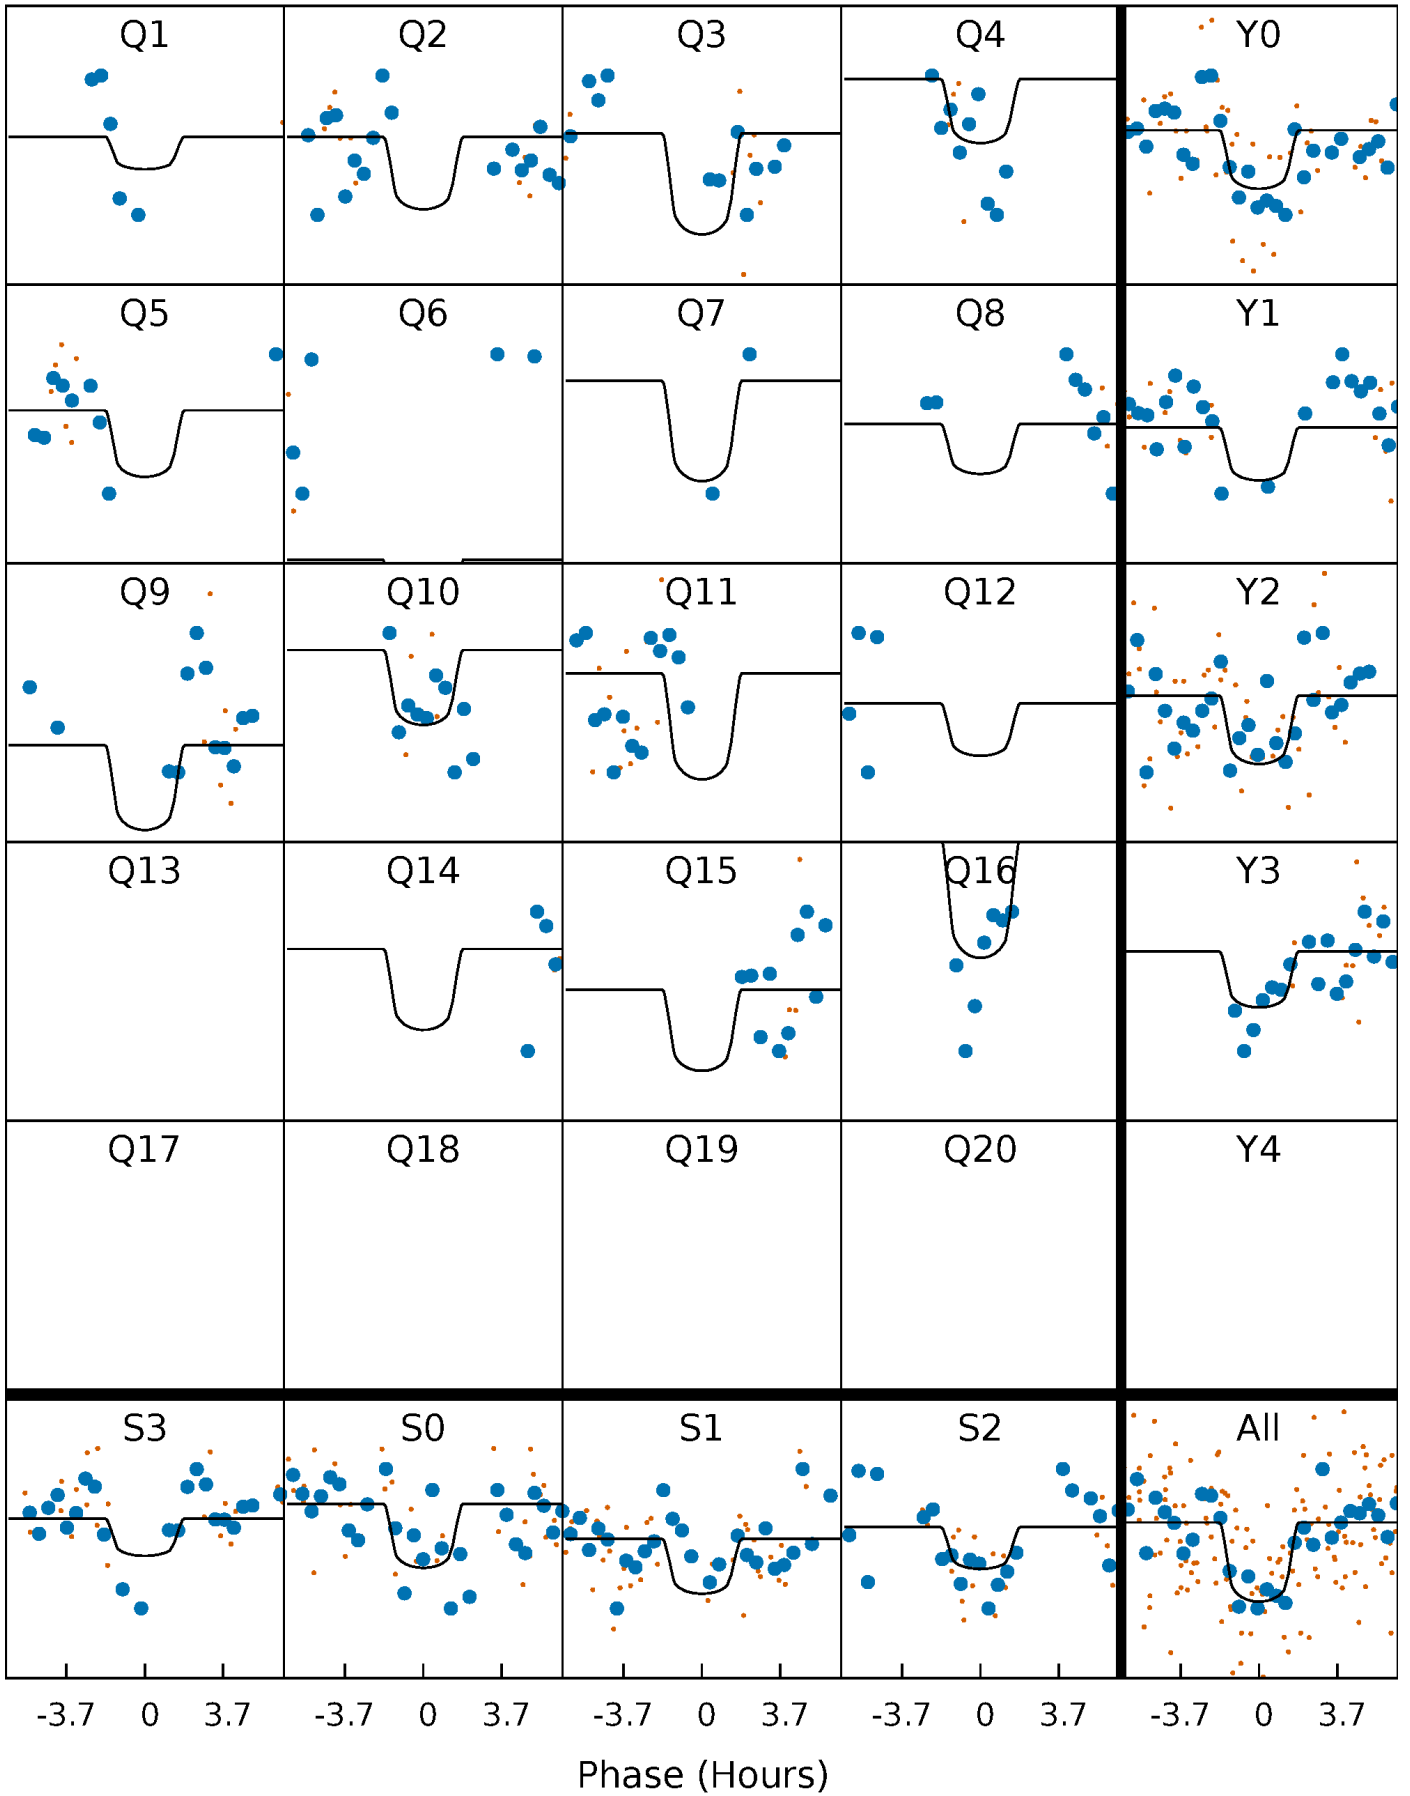 Q1 Q2 Q3 Q4 Y0
Q5 Q6 Q7 Q8 Y1
Q9 Q10 Q11 Q12 Y2
Q13 Q14 Q15 Q16 Y3
Q17 Q18 Q19 Q20 Y4
S3 S0 S1 S2 All
-3.7 0 3.7 -3.7 0 3.7 -3.7 0 3.7 -3.7 0 3.7 -3.7 0 3.7
Phase (Hours)